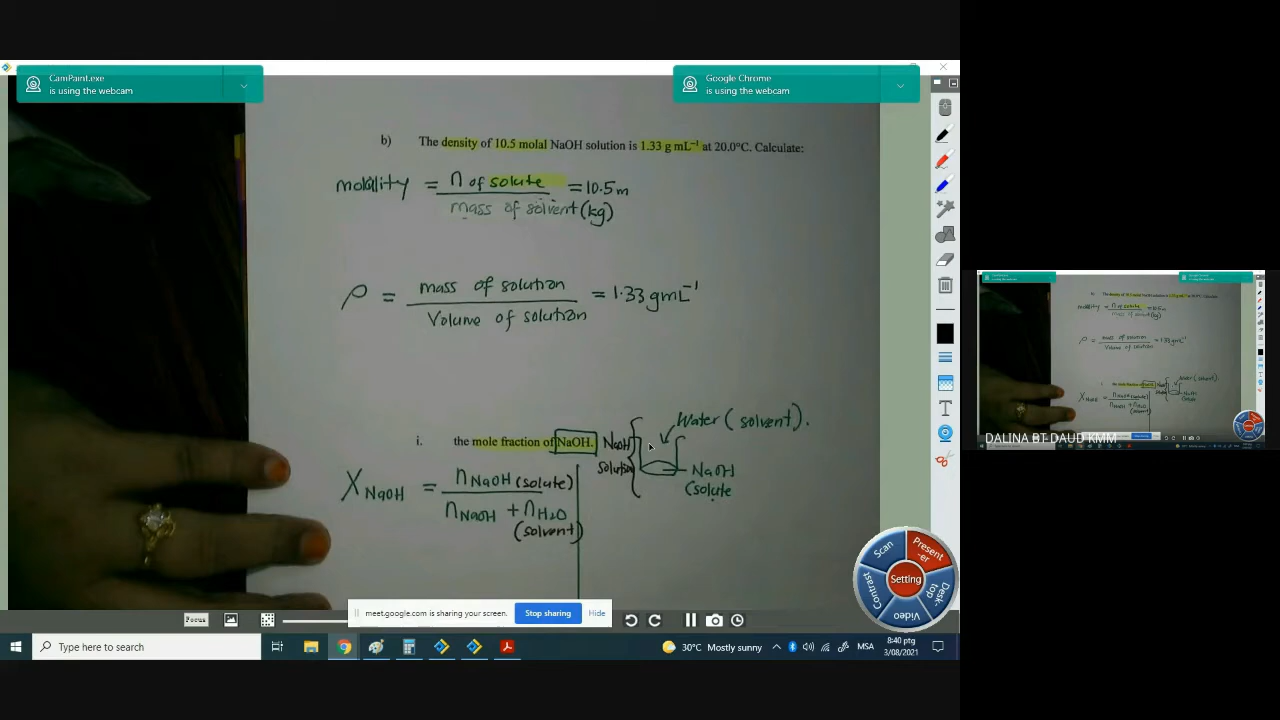 CamPaint.exe
is using the webcam
Google Chrome
is using the webcam
b) The density of 10.5 molal NaOH solution is 1.33 g mL⁻¹ at 20.0°C. Calculate:
molality = n of solute = 10.5 m
mass of solvent (kg)
ρ = mass of solution = 1.33 gmL⁻¹
Volume of solution
Water (solvent).
i. the mole fraction of NaOH.
NaOH
solution
NaOH
(solute
X NaOH = n NaOH (solute)
n NaOH + n H2O
(solvent)
DALINA BT DAUD KMM
Scan
Present-er
Desk-top
Video
Contrast
Setting
meet.google.com is sharing your screen.
Stop sharing
Hide
Focus
Type here to search
30°C Mostly sunny
MSA
8:40 ptg
3/08/2021